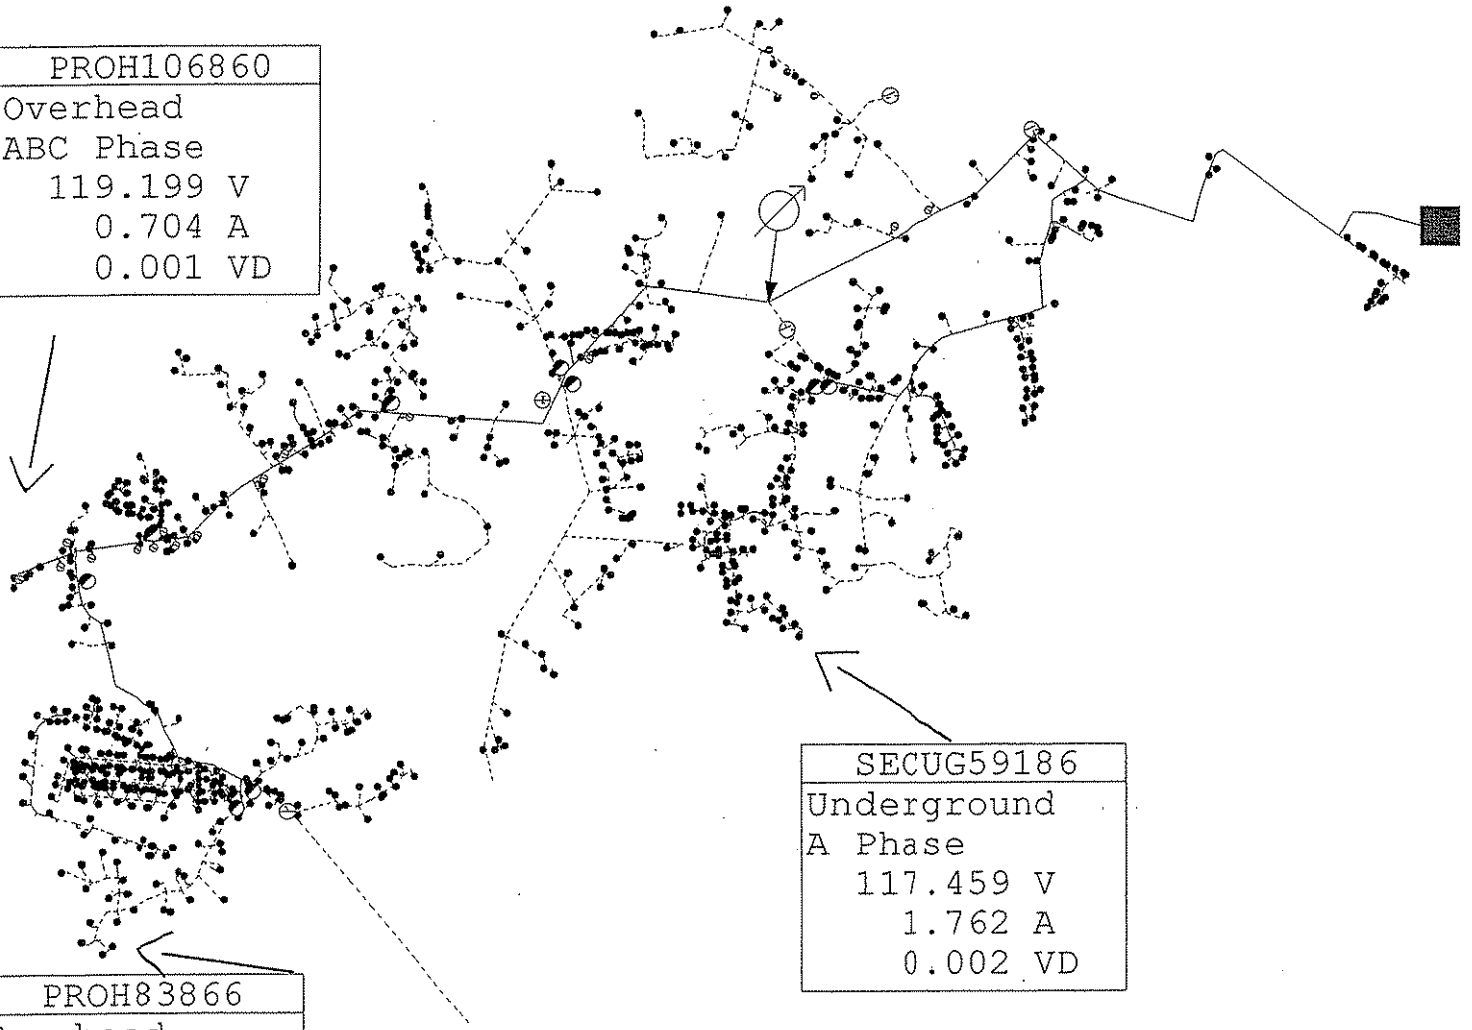 PROH106860
Overhead
ABC Phase
119.199 V
0.704 A
0.001 VD
SECUG59186
Underground
A Phase
117.459 V
1.762 A
0.002 VD
PROH83866